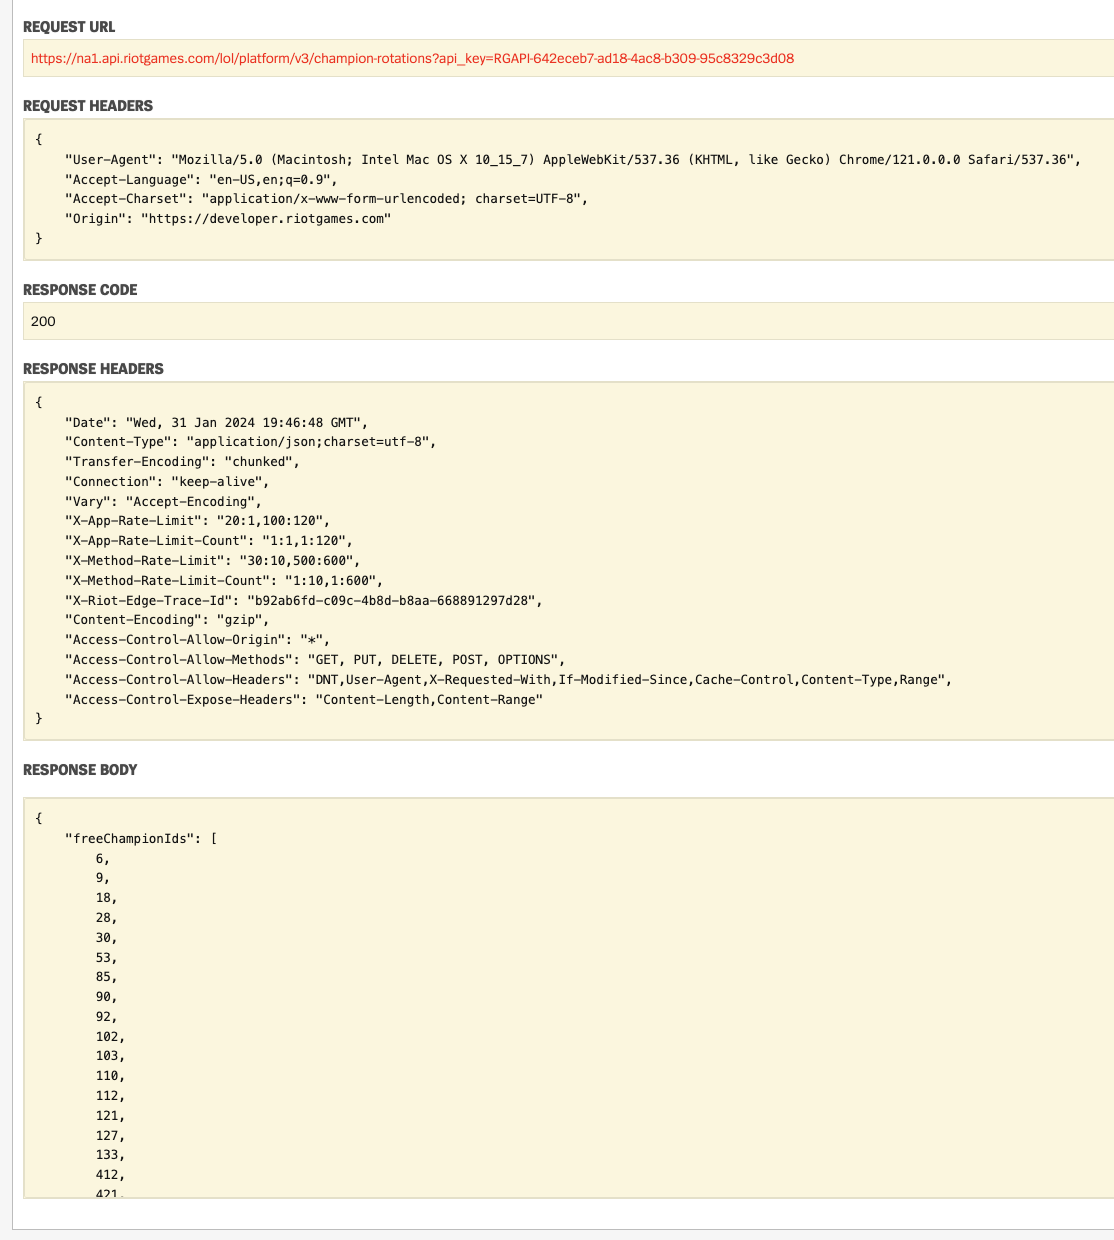 REQUEST URL
https://na1.api.riotgames.com/lol/platform/v3/champion-rotations?api_key=RGAPI-642eceb7-ad18-4ac8-b309-95c8329c3d08
REQUEST HEADERS
{
    "User-Agent": "Mozilla/5.0 (Macintosh; Intel Mac OS X 10_15_7) AppleWebKit/537.36 (KHTML, like Gecko) Chrome/121.0.0.0 Safari/537.36",
    "Accept-Language": "en-US,en;q=0.9",
    "Accept-Charset": "application/x-www-form-urlencoded; charset=UTF-8",
    "Origin": "https://developer.riotgames.com"
}
RESPONSE CODE
200
RESPONSE HEADERS
{
    "Date": "Wed, 31 Jan 2024 19:46:48 GMT",
    "Content-Type": "application/json;charset=utf-8",
    "Transfer-Encoding": "chunked",
    "Connection": "keep-alive",
    "Vary": "Accept-Encoding",
    "X-App-Rate-Limit": "20:1,100:120",
    "X-App-Rate-Limit-Count": "1:1,1:120",
    "X-Method-Rate-Limit": "30:10,500:600",
    "X-Method-Rate-Limit-Count": "1:10,1:600",
    "X-Riot-Edge-Trace-Id": "b92ab6fd-c09c-4b8d-b8aa-668891297d28",
    "Content-Encoding": "gzip",
    "Access-Control-Allow-Origin": "*",
    "Access-Control-Allow-Methods": "GET, PUT, DELETE, POST, OPTIONS",
    "Access-Control-Allow-Headers": "DNT,User-Agent,X-Requested-With,If-Modified-Since,Cache-Control,Content-Type,Range",
    "Access-Control-Expose-Headers": "Content-Length,Content-Range"
}
RESPONSE BODY
{
    "freeChampionIds": [
        6,
        9,
        18,
        28,
        30,
        53,
        85,
        90,
        92,
        102,
        103,
        110,
        112,
        121,
        127,
        133,
        412,
        421,